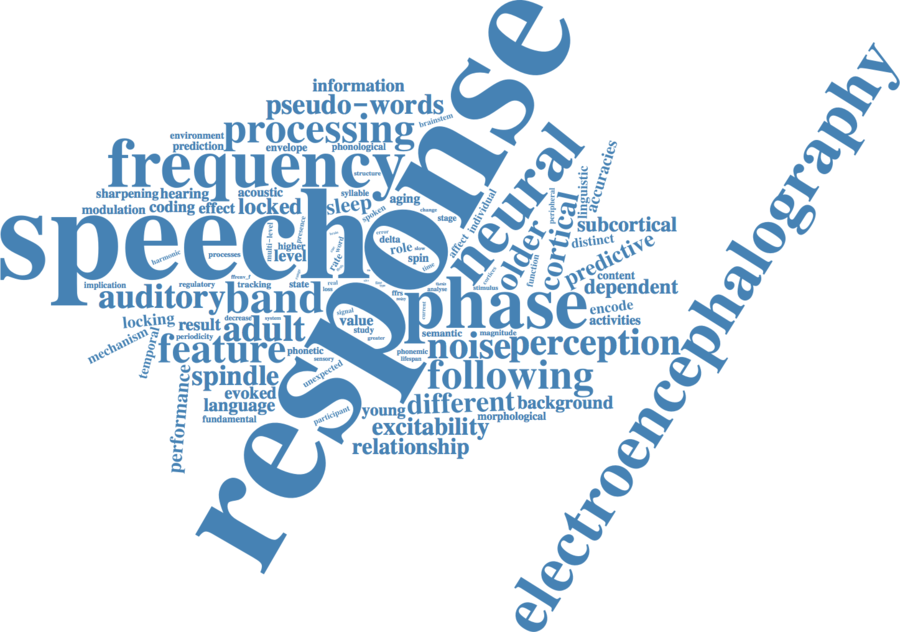 response
electroencephalography
information
pseudo-words
brainstem
environment
processing
prediction
envelope
phonological
frequency
structure
sharpening
hearing
acoustic
syllable
aging
modulation
coding
effect
locked
sleep
spoken
change
stage
individual
neural
peripheral
linguistic
accuracies
speech
multi-level
presence
higher
level
error
delta
role
slow
spin
time
rate
word
affect
older
cortical
subcortical
distinct
harmonic
processes
function
predictive
implication
regulatory
tracking
state
real
content
dependent
stimulus
auditory
band
phase
ffrs
analyse
encode
activities
locking
result
decrease
system
signal
value
study
greater
current
mechanism
temporal
periodicity
adult
semantic
magnitude
feature
phonetic
sensory
phonemic
lifespan
noise
perception
spindle
unexpected
following
performance
evoked
language
fundamental
participant
young
different
background
morphological
excitability
relationship